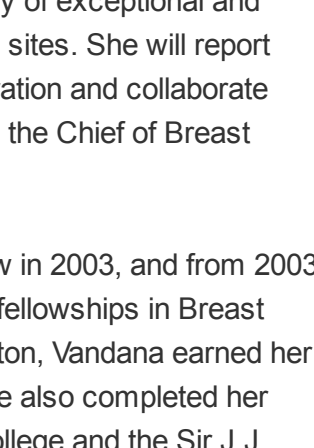 of exceptional and
sites. She will report
ation and collaborate
the Chief of Breast
w in 2003, and from 2003
fellowships in Breast
ton, Vandana earned her
e also completed her
ollege and the Sir J J